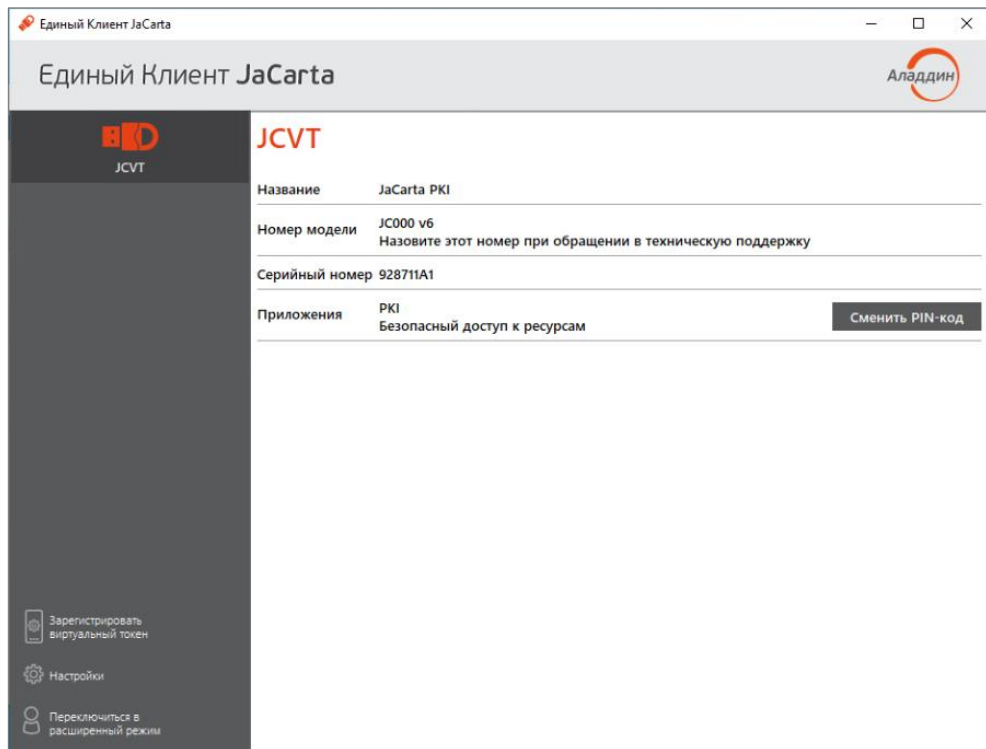 Единый Клиент JaCarta
Единый Клиент JaCarta
Аладдин
JCVT
JCVT
Название JaCarta PKI
Номер модели JC000 v6
Назовите этот номер при обращении в техническую поддержку
Серийный номер 928711A1
Приложения PKI
Безопасный доступ к ресурсам
Сменить PIN-код
Зарегистрировать
виртуальный токен
Настройки
Переключиться в
расширенный режим